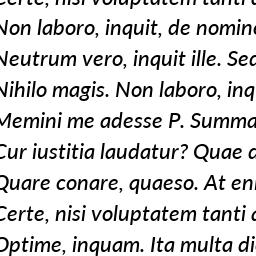 Certe, nisi voluptatem tanti
Non laboro, inquit, de nomine
Neutrum vero, inquit ille. Sed
Nihilo magis. Non laboro, inq
Memini me adesse P. Summa
Cur iustitia laudatur? Quae
Quare conare, quaeso. At eni
Certe, nisi voluptatem tanti
Optime, inquam. Ita multa di